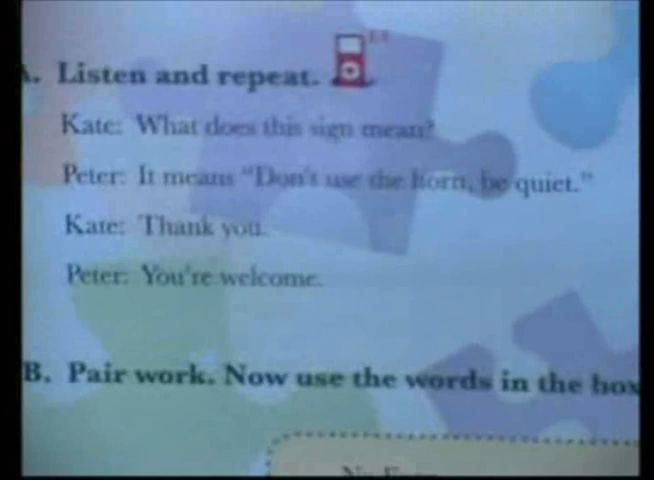 A. Listen and repeat.
Kate: What does this sign mean?
Peter: It means "Don't use the horn, be quiet."
Kate: Thank you.
Peter: You're welcome.
B. Pair work. Now use the words in the box